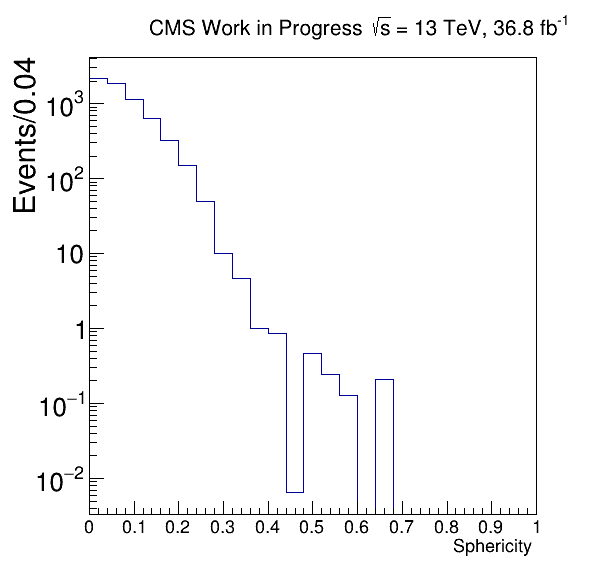 CMS Work in Progress √s = 13 TeV, 36.8 fb⁻¹
Events/0.04
10³
10²
10
1
10⁻¹
10⁻²
0 0.1 0.2 0.3 0.4 0.5 0.6 0.7 0.8 0.9 1
Sphericity